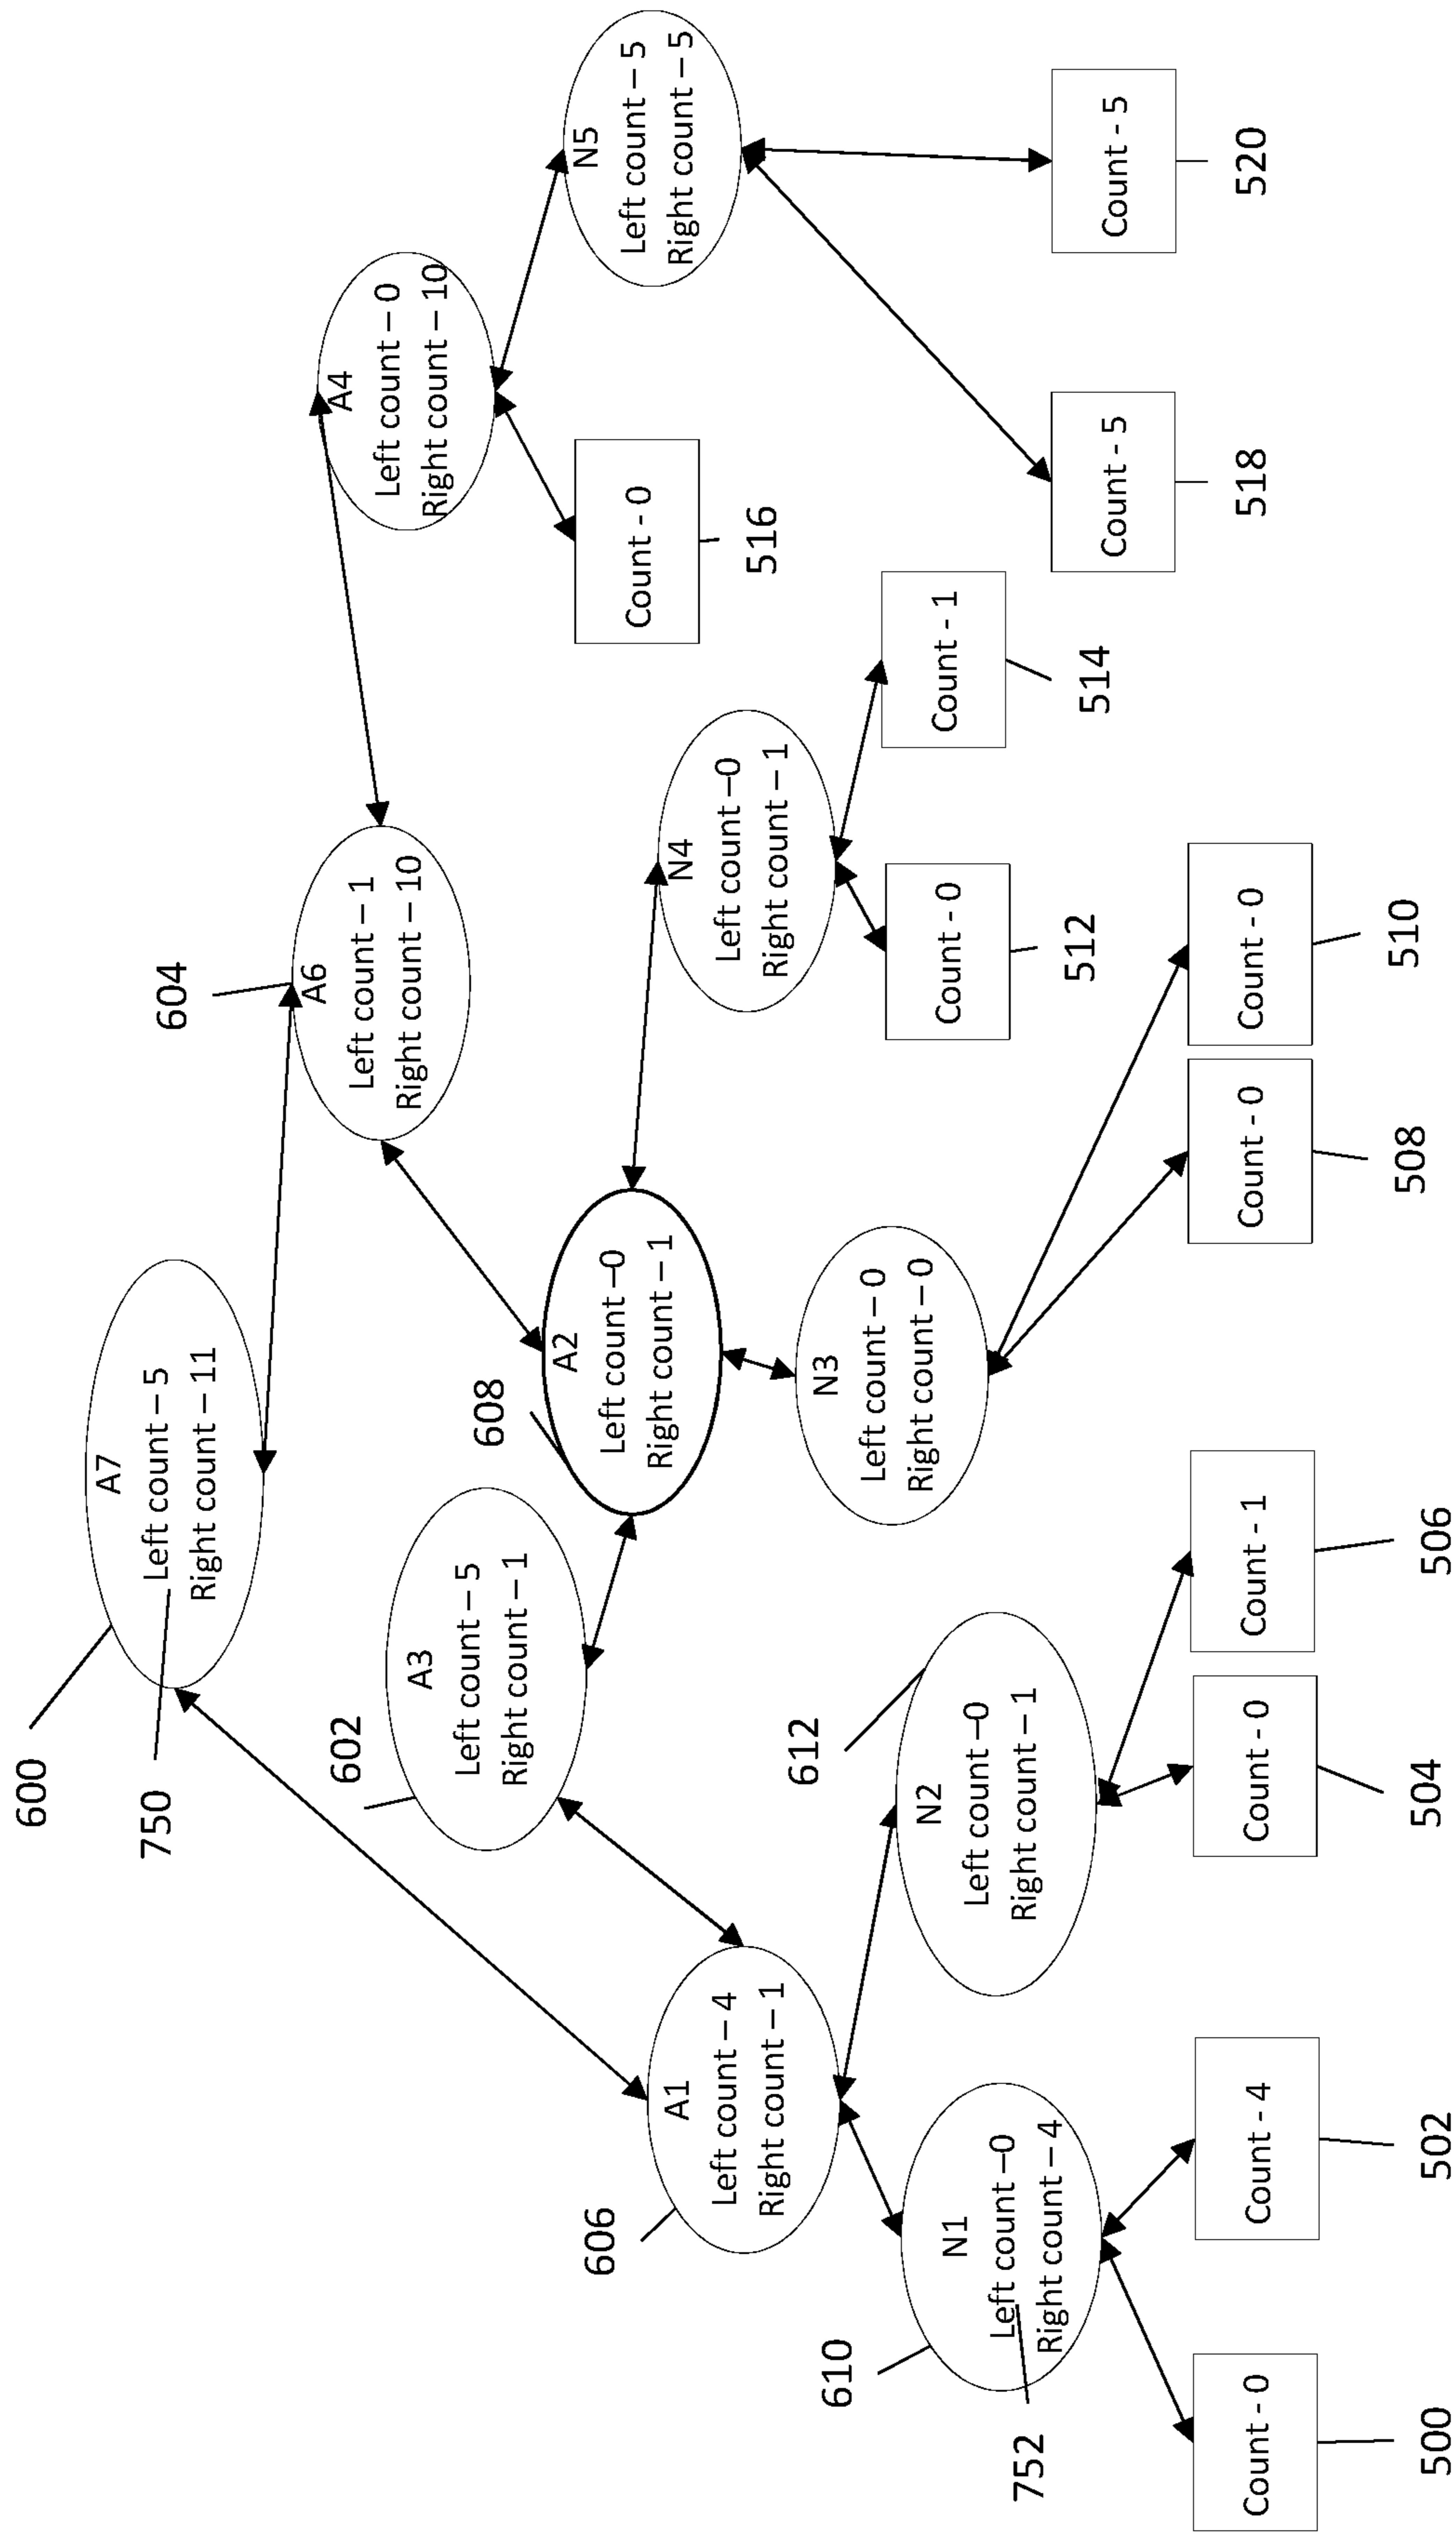 600
750
A7
Left count – 5
Right count – 11
604
A6
Left count – 1
Right count – 10
A4
Left count – 0
Right count – 10
N5
Left count – 5
Right count – 5
602
A3
Left count – 5
Right count – 1
608
A2
Left count –0
Right count – 1
N4
Left count –0
Right count – 1
Count - 0
516
606
A1
Left count – 4
Right count – 1
612
N2
Left count –0
Right count – 1
N3
Left count – 0
Right count – 0
Count - 0
512
Count - 1
514
610
752
N1
Left count –0
Right count – 4
Count - 0
500
Count - 4
502
Count - 0
504
Count - 1
506
Count - 0
508
Count - 0
510
Count - 5
518
Count - 5
520